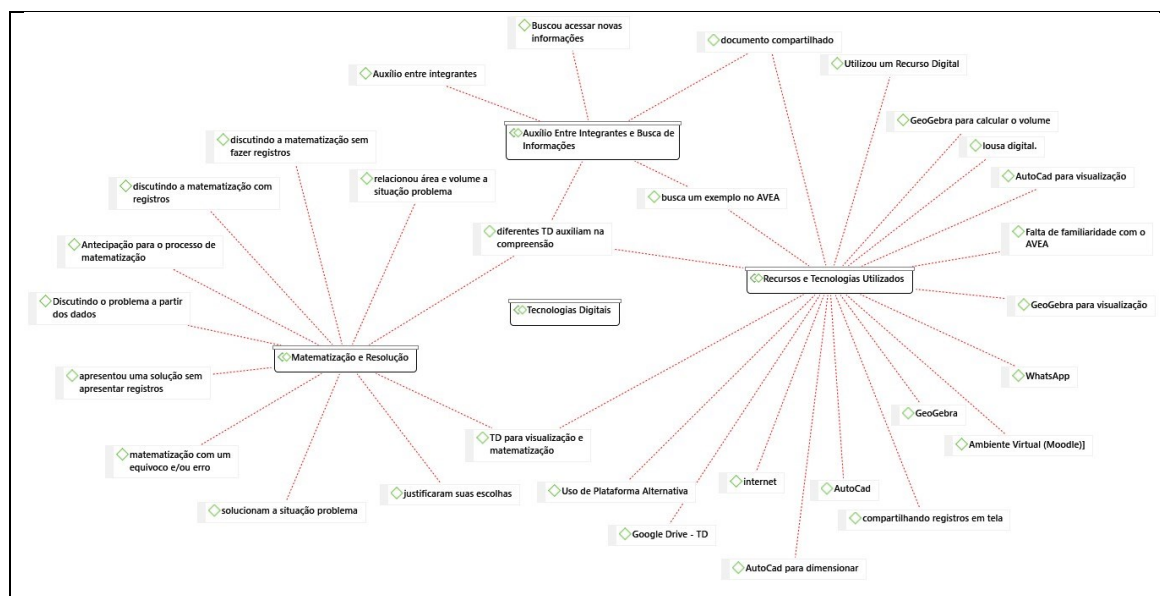 Buscou acessar novas
informações
documento compartilhado
Utilizou um Recurso Digital
Auxílio entre integrantes
GeoGebra para calcular o volume
Auxílio Entre Integrantes e Busca de
Informações
discutindo a matematização sem
fazer registros
lousa digital.
relacionou área e volume a
situação problema
AutoCad para visualização
discutindo a matematização com
registros
busca um exemplo no AVEA
diferentes TD auxiliam na
compreensão
Falta de familiaridade com o
AVEA
Antecipação para o processo de
matematização
Recursos e Tecnologias Utilizados
Discutindo o problema a partir
dos dados
Tecnologias Digitais
GeoGebra para visualização
Matematização e Resolução
apresentou uma solução sem
apresentar registros
WhatsApp
GeoGebra
TD para visualização e
matematização
Ambiente Virtual (Moodle)]
matematização com um
equivoco e/ou erro
internet
AutoCad
justificaram suas escolhas
Uso de Plataforma Alternativa
solucionam a situação problema
compartilhando registros em tela
Google Drive - TD
AutoCad para dimensionar